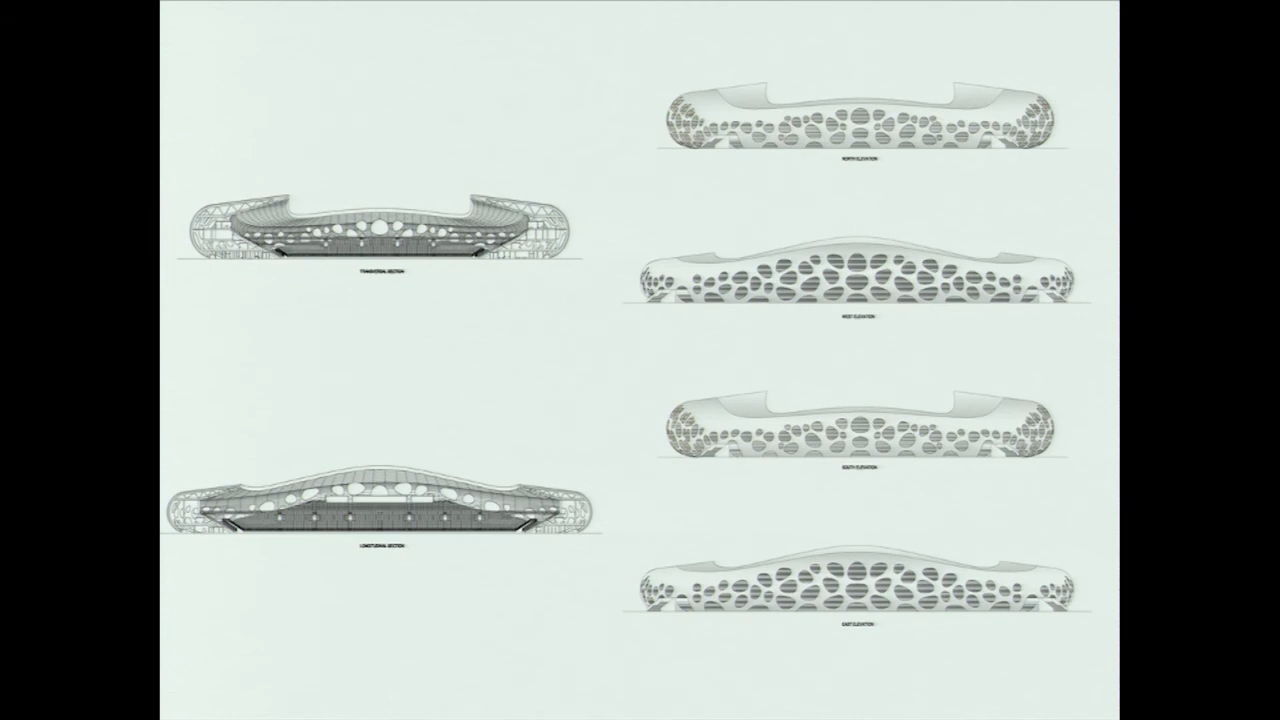 TRANSVERSAL SECTION
LONGITUDINAL SECTION
NORTH ELEVATION
WEST ELEVATION
SOUTH ELEVATION
EAST ELEVATION